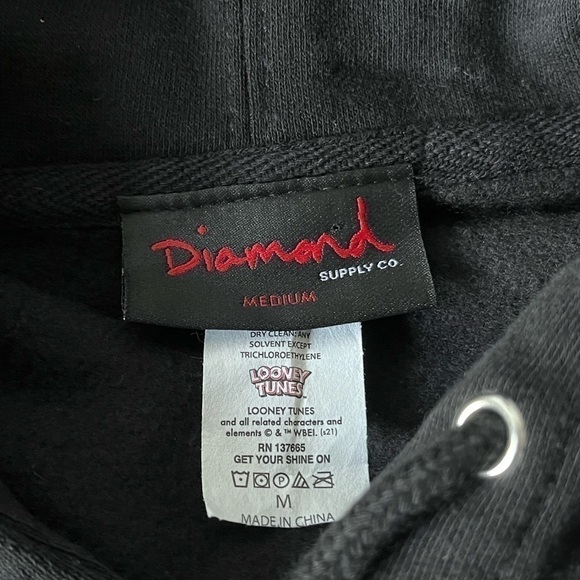 Diamond
SUPPLY CO.
MEDIUM
DRY CLEAN: ANY
SOLVENT EXCEPT
TRICHLOROETHYLENE
LOONEY
TUNES
LOONEY TUNES
and all related characters and
elements © & ™ WBEI. (s21)
RN 137665
GET YOUR SHINE ON
M
MADE IN CHINA